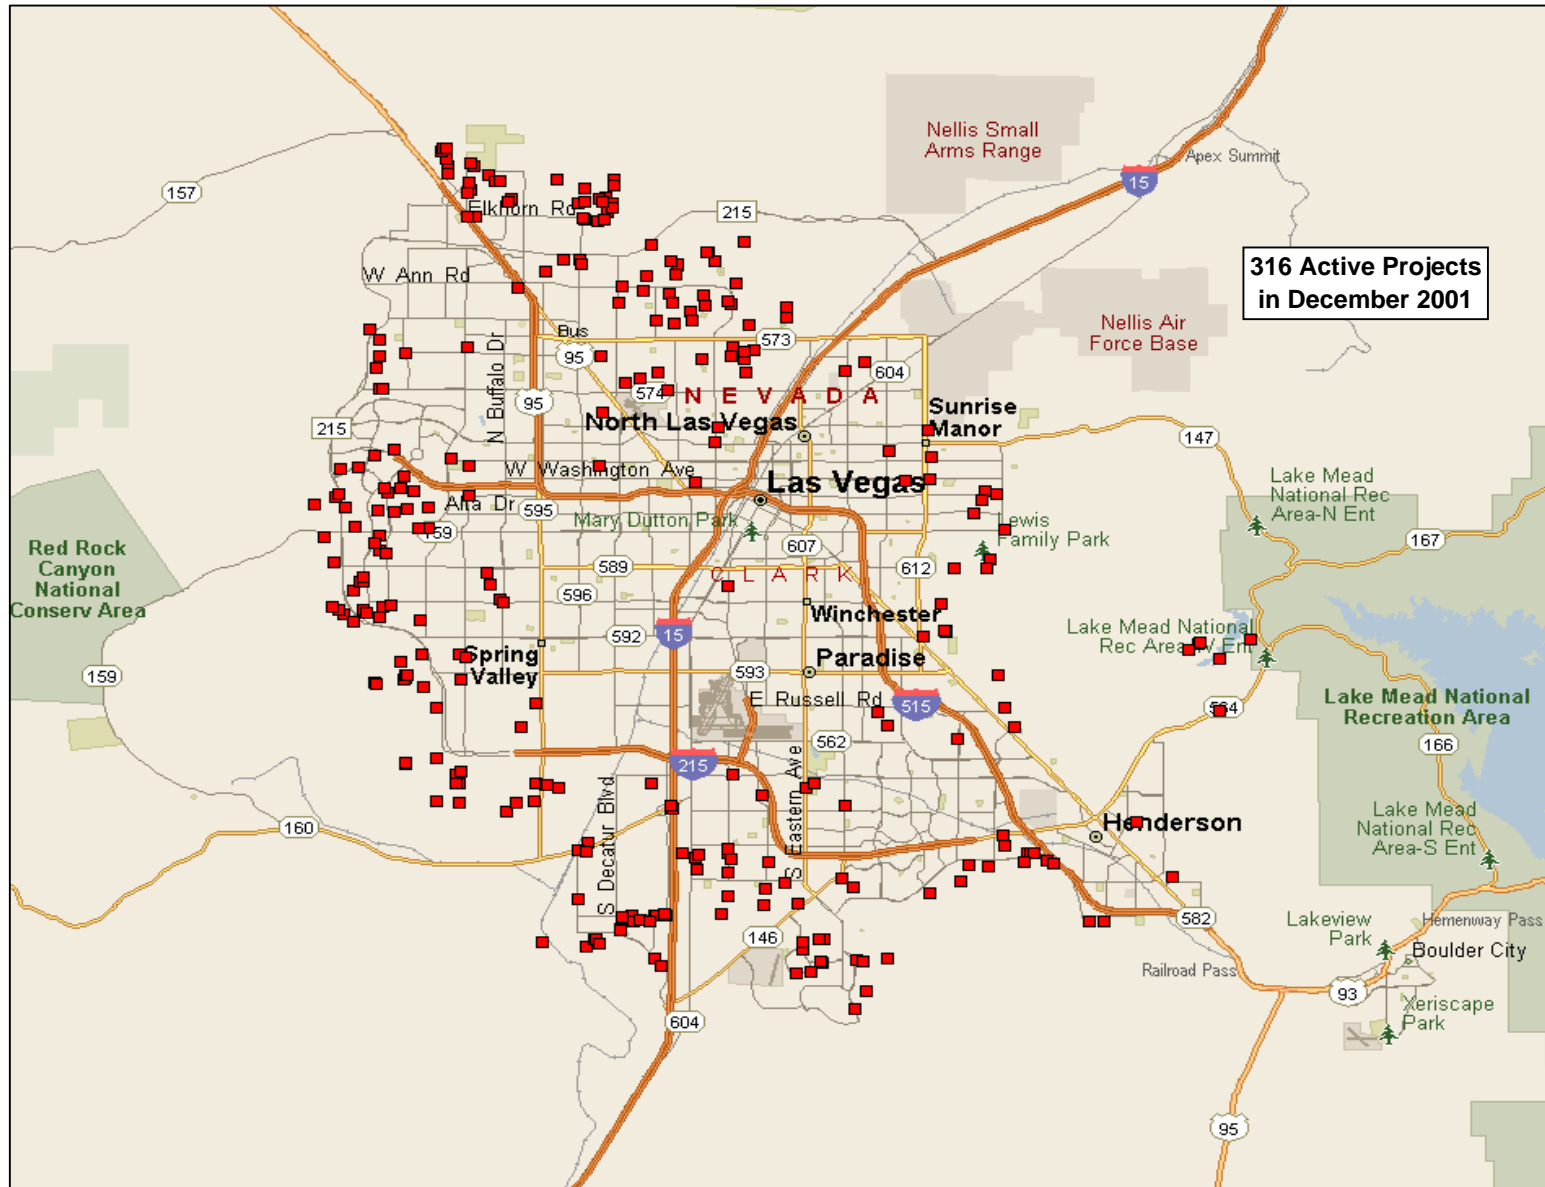 Nellis Small
Arms Range
Apex Summit
15
157
Elkhorn Rd
215
316 Active Projects
in December 2001
W Ann Rd
Nellis Air
Force Base
Bus
95
573
604
N Buffalo Dr
574
NEVADA
95
Sunrise
Manor
215
North Las Vegas
147
W Washington Ave
Las Vegas
Lake Mead
National Rec
Area-N Ent
Alta Dr
595
Mary Dutton Park
Lewis
Family Park
159
607
167
Red Rock
Canyon
National
Conserv Area
589
CLARK
612
596
Winchester
592
15
Lake Mead National
Rec Area-W Ent
Spring
Valley
Paradise
159
593
E Russell Rd
515
564
Lake Mead National
Recreation Area
562
166
215
S Decatur Blvd
S Eastern Ave
160
Henderson
Lake Mead
National Rec
Area-S Ent
582
Lakeview
Park
Hemenway Pass
146
Boulder City
Railroad Pass
93
604
Xeriscape
Park
95